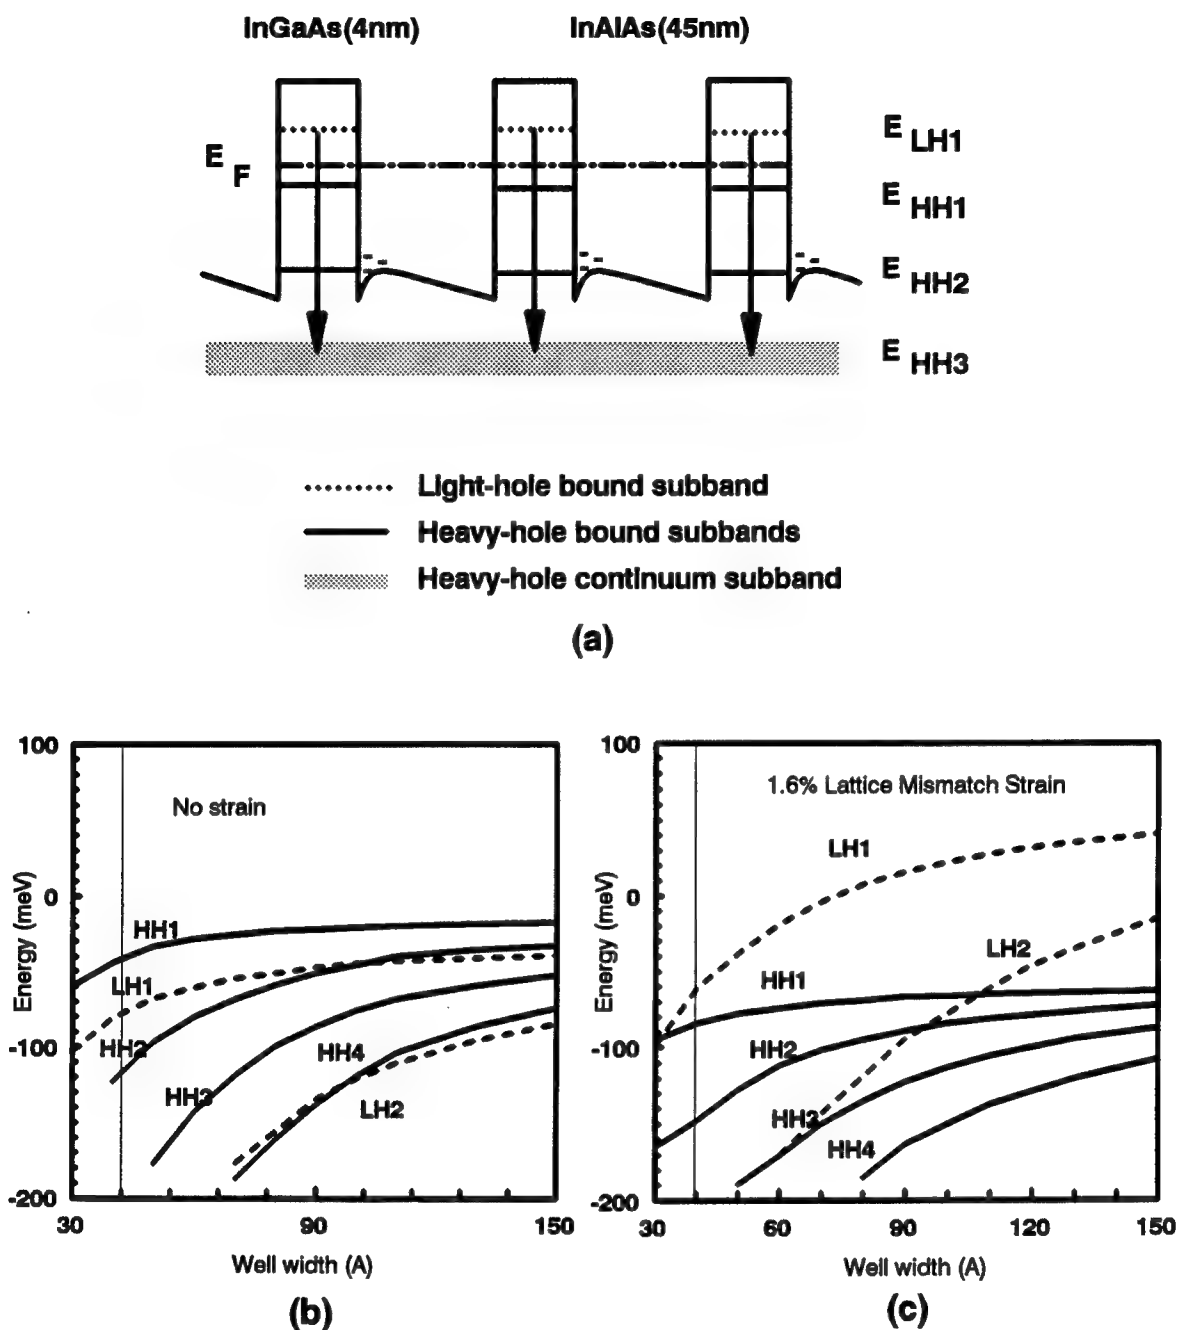 InGaAs(4nm) InAlAs(45nm)
E F
E LH1
E HH1
E HH2
E HH3
Light-hole bound subband
Heavy-hole bound subbands
Heavy-hole continuum subband
(a)
100
0
-100
-200
30 90 150
Energy (meV)
Well width (A)
No strain
HH1
LH1
HH2
HH3
HH4
LH2
(b)
100
0
-100
-200
30 60 90 120 150
Energy (meV)
Well width (A)
1.6% Lattice Mismatch Strain
LH1
LH2
HH1
HH2
HH3
HH4
(c)